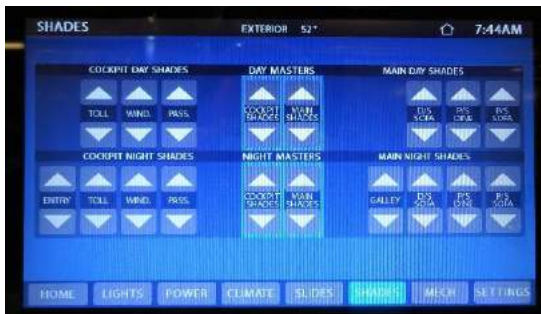 SHADES EXTERIOR 52° 7:44AM
COCKPIT DAY SHADES DAY MASTERS MAIN DAY SHADES
TOLL WIND. PASS. COCKPIT SHADES MAIN SHADES D/S SOFA P/S DINE P/S SOFA
COCKPIT NIGHT SHADES NIGHT MASTERS MAIN NIGHT SHADES
ENTRY TOLL WIND. PASS. COCKPIT SHADES MAIN SHADES GALLEY D/S SOFA P/S DINE P/S SOFA
HOME LIGHTS POWER CLIMATE SLIDES SHADES MECH SETTINGS